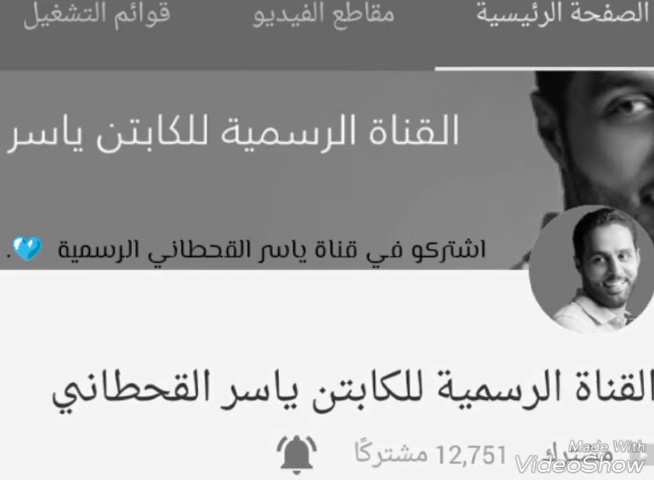 الصفحة الرئيسية مقاطع الفيديو قوائم التشغيل
القناة الرسمية للكابتن ياسر
اشتركو في قناة ياسر القحطاني الرسمية 💙.
القناة الرسمية للكابتن ياسر القحطاني
12,751 مشتركًا
Made With
VideoShow